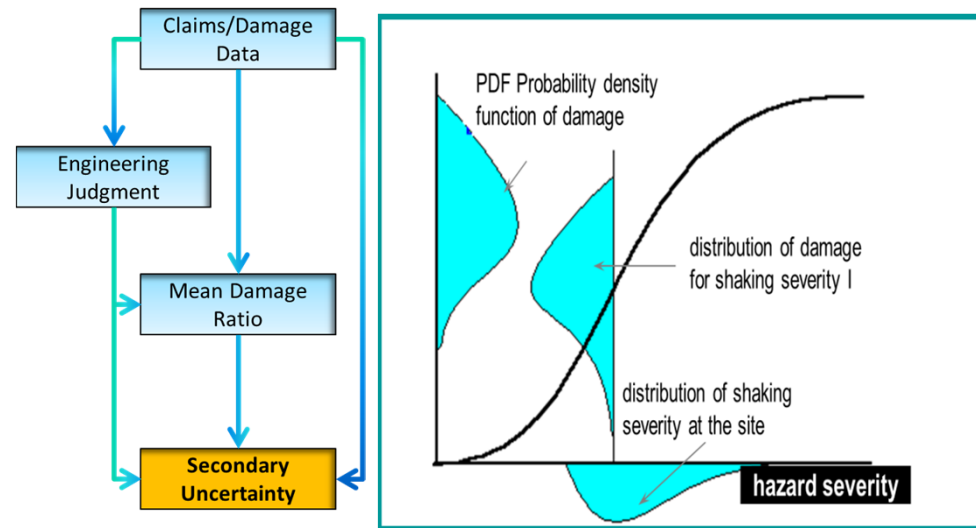 Claims/Damage
Data
Engineering
Judgment
Mean Damage
Ratio
Secondary
Uncertainty
PDF Probability density
function of damage
distribution of damage
for shaking severity I
distribution of shaking
severity at the site
hazard severity